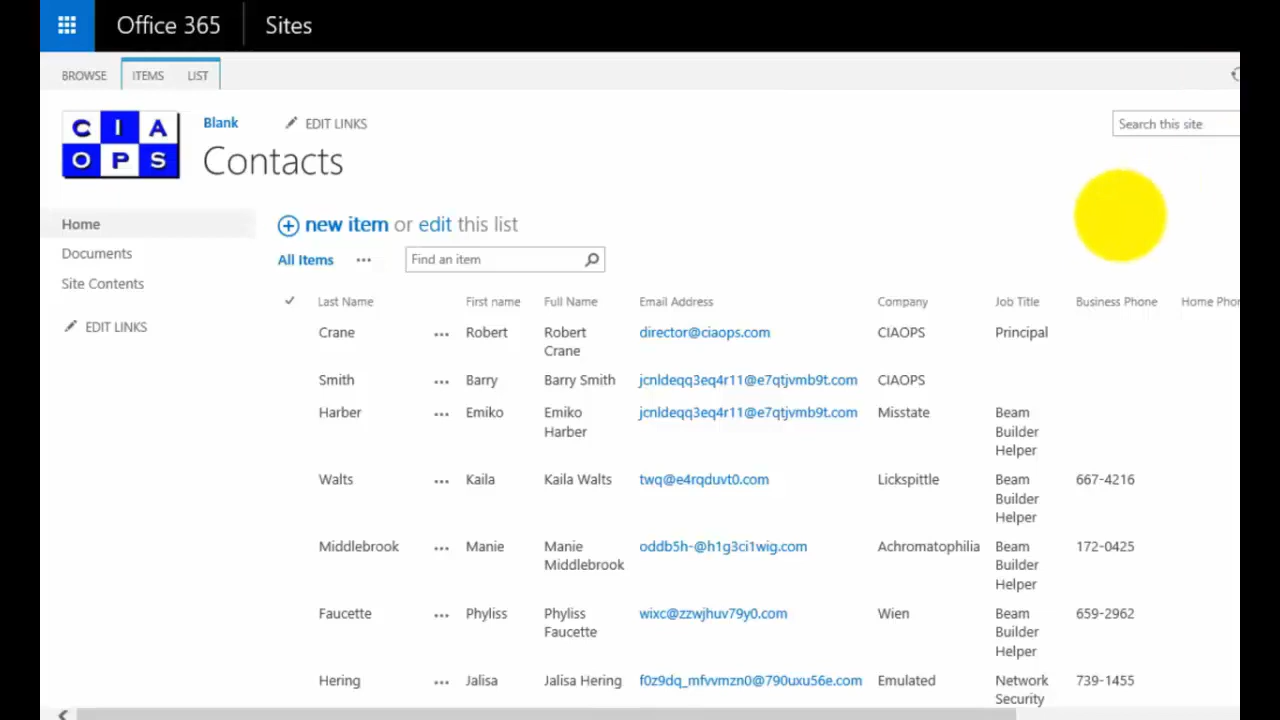 Office 365 Sites
BROWSE ITEMS LIST
C I A
O P S
Blank EDIT LINKS
Search this site
Contacts
Home
Documents
Site Contents
EDIT LINKS
new item or edit this list
All Items ... Find an item
Last Name First name Full Name Email Address Company Job Title Business Phone Home Phon
Crane ... Robert Robert director@ciaops.com CIAOPS Principal
Crane
Smith ... Barry Barry Smith jcnldeqq3eq4r11@e7qtjvmb9t.com CIAOPS
Harber ... Emiko Emiko jcnldeqq3eq4r11@e7qtjvmb9t.com Misstate Beam
Harber Builder
Helper
Walts ... Kaila Kaila Walts twq@e4rqduvt0.com Lickspittle Beam 667-4216
Builder
Helper
Middlebrook ... Manie Manie oddb5h-@h1g3ci1wig.com Achromatophilia Beam 172-0425
Middlebrook Builder
Helper
Faucette ... Phyliss Phyliss wixc@zzwjhuv79y0.com Wien Beam 659-2962
Faucette Builder
Helper
Hering ... Jalisa Jalisa Hering f0z9dq_mfvvmzn0@790uxu56e.com Emulated Network 739-1455
Security